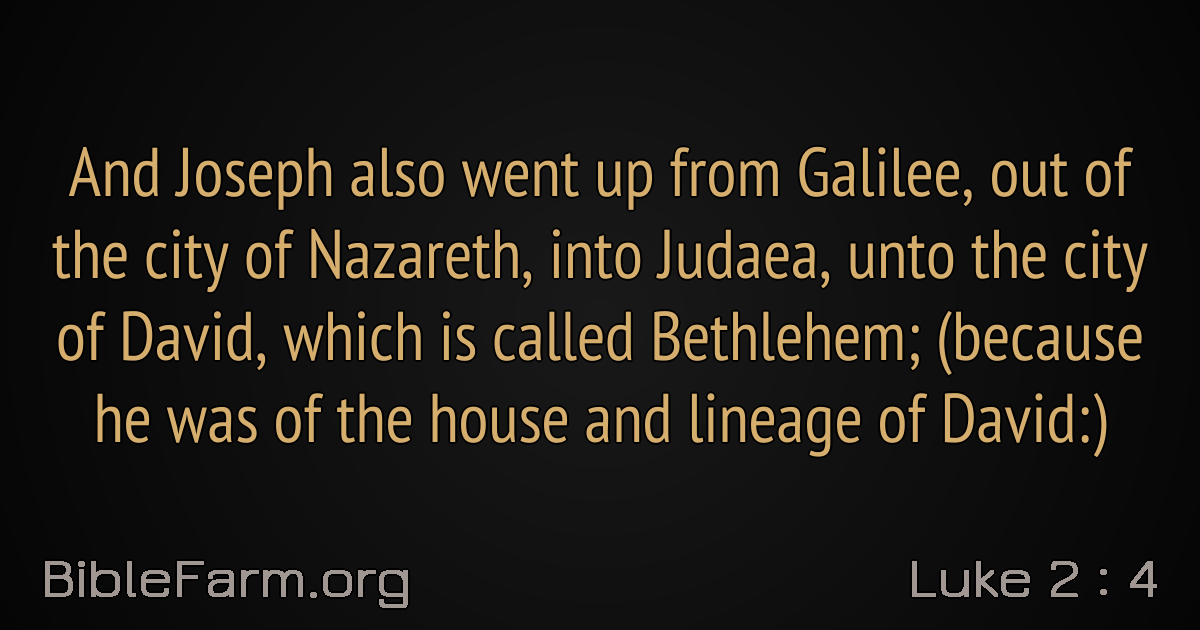 And Joseph also went up from Galilee, out of
the city of Nazareth, into Judaea, unto the city
of David, which is called Bethlehem; (because
he was of the house and lineage of David:)
BibleFarm.org
Luke 2 : 4